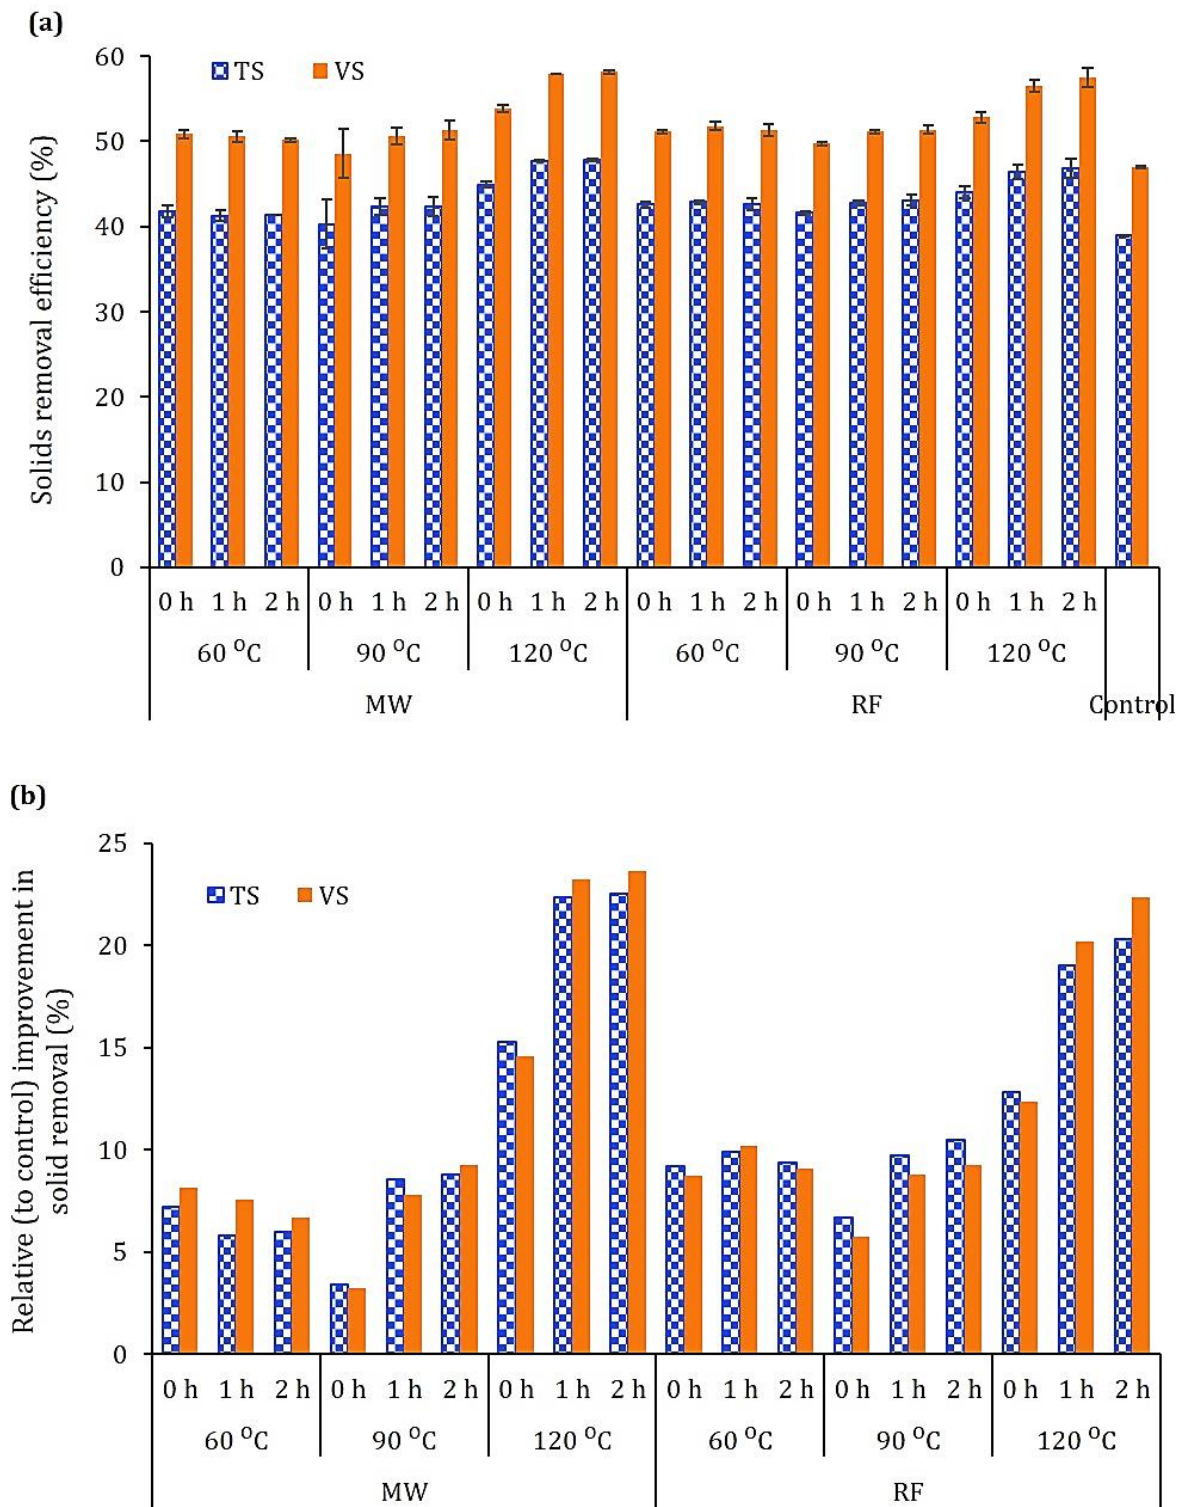 (a)
60
50
40
30
20
10
0
Solids removal efficiency (%)
TS VS
0 h 1 h 2 h 0 h 1 h 2 h 0 h 1 h 2 h 0 h 1 h 2 h 0 h 1 h 2 h 0 h 1 h 2 h
60 °C 90 °C 120 °C 60 °C 90 °C 120 °C
MW RF Control
(b)
25
20
15
10
5
0
Relative (to control) improvement in
solid removal (%)
TS VS
0 h 1 h 2 h 0 h 1 h 2 h 0 h 1 h 2 h 0 h 1 h 2 h 0 h 1 h 2 h 0 h 1 h 2 h
60 °C 90 °C 120 °C 60 °C 90 °C 120 °C
MW RF